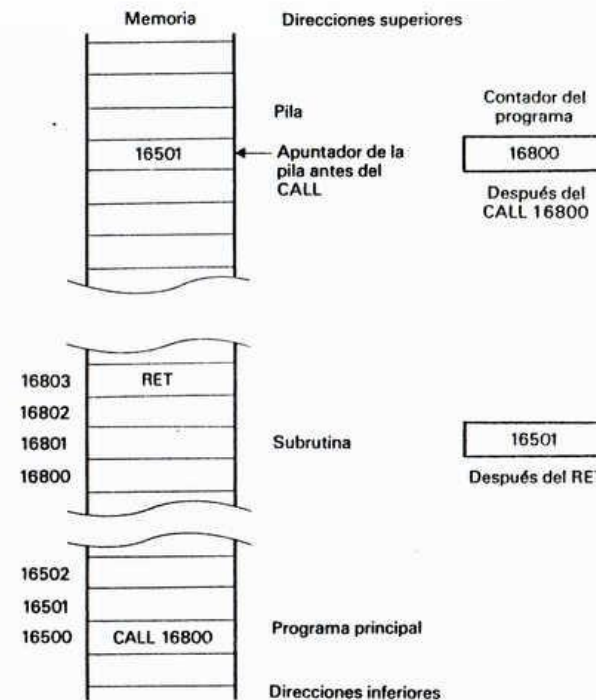 Memoria
Direcciones superiores
Pila
Contador del
programa
16501
Apuntador de la
pila antes del
CALL
16800
Después del
CALL 16800
16803
RET
16802
16801
Subrutina
16800
16501
Después del RET
16502
16501
16500
CALL 16800
Programa principal
Direcciones inferiores